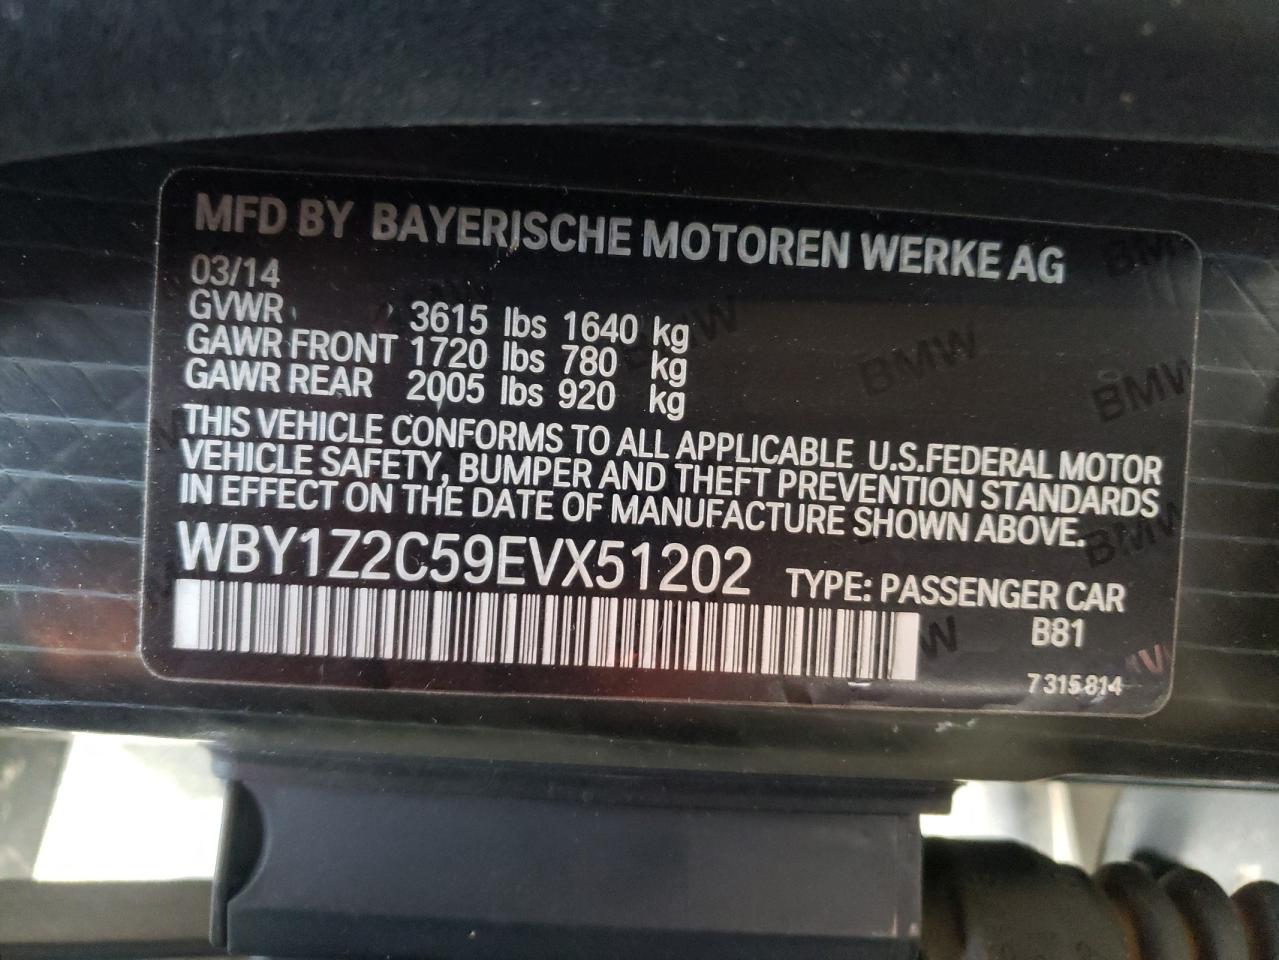 MFD BY BAYERISCHE MOTOREN WERKE AG
03/14
GVWR 3615 lbs 1640 kg
GAWR FRONT 1720 lbs 780 kg
GAWR REAR 2005 lbs 920 kg
THIS VEHICLE CONFORMS TO ALL APPLICABLE U.S.FEDERAL MOTOR
VEHICLE SAFETY, BUMPER AND THEFT PREVENTION STANDARDS
IN EFFECT ON THE DATE OF MANUFACTURE SHOWN ABOVE.
WBY1Z2C59EVX51202 TYPE: PASSENGER CAR
B81
7 315 814